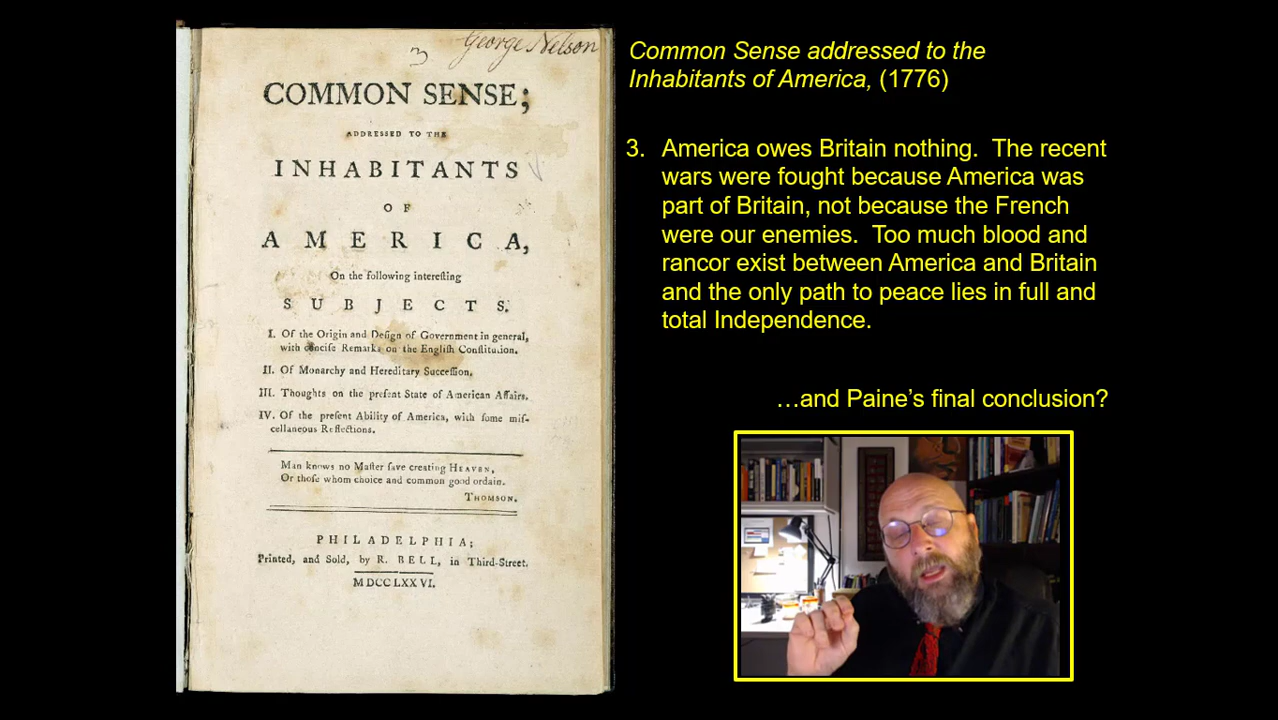 George Nelson
3
COMMON SENSE;
ADDRESSED TO THE
INHABITANTS
OF
AMERICA,
On the following intereſting
SUBJECTS.
I. Of the Origin and Deſign of Government in general,
with conciſe Remarks on the Engliſh Conſtitution.
II. Of Monarchy and Hereditary Succeſſion.
III. Thoughts on the preſent State of American Affairs.
IV. Of the preſent Ability of America, with ſome miſ-
cellaneous Reflections.
Man knows no Maſter ſave creating HEAVEN,
Or thoſe whom choice and common good ordain.
THOMSON.
PHILADELPHIA;
Printed, and Sold, by R. BELL, in Third-Street.
MDCCLXXVI.
Common Sense addressed to the
Inhabitants of America, (1776)
3. America owes Britain nothing. The recent
wars were fought because America was
part of Britain, not because the French
were our enemies. Too much blood and
rancor exist between America and Britain
and the only path to peace lies in full and
total Independence.
…and Paine’s final conclusion?